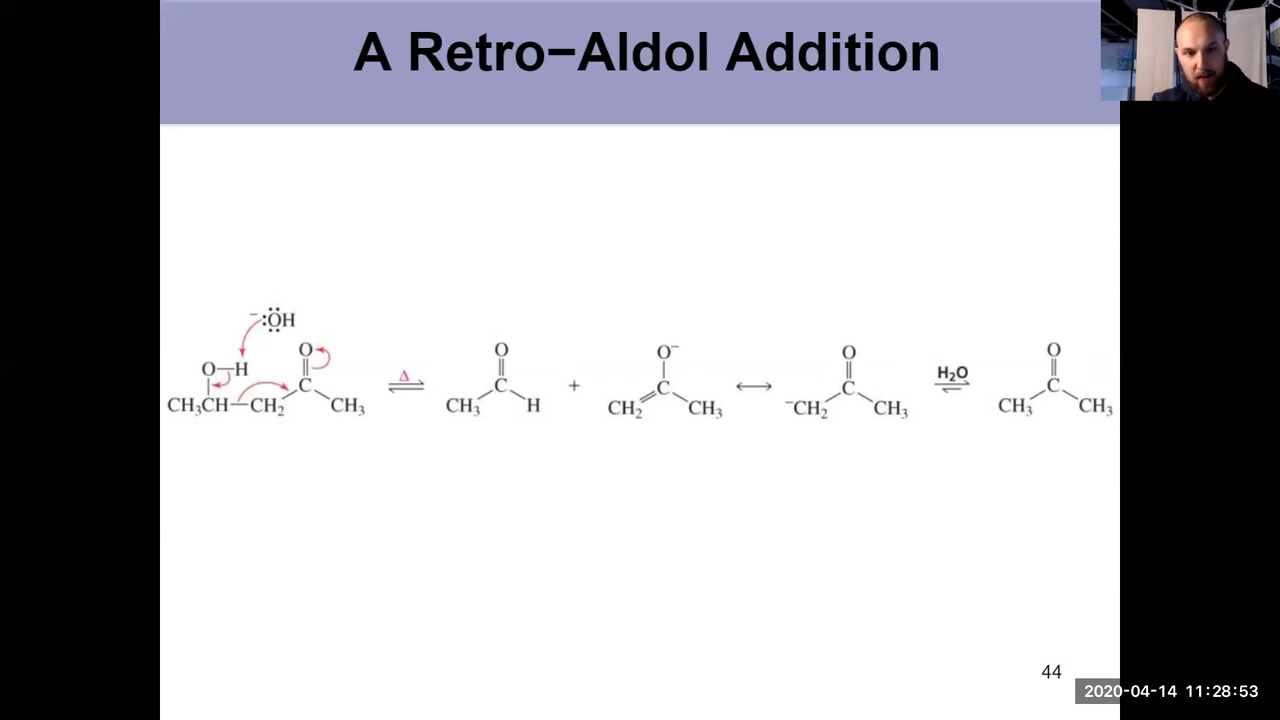 A Retro−Aldol Addition
⁻:ÖH
O O O⁻ O H₂O O
O—H Δ
C C + C ⟷ C C
CH₃CH—CH₂ CH₃ CH₃ H CH₂ CH₃ ⁻CH₂ CH₃ CH₃ CH₃
44
2020-04-14 11:28:53